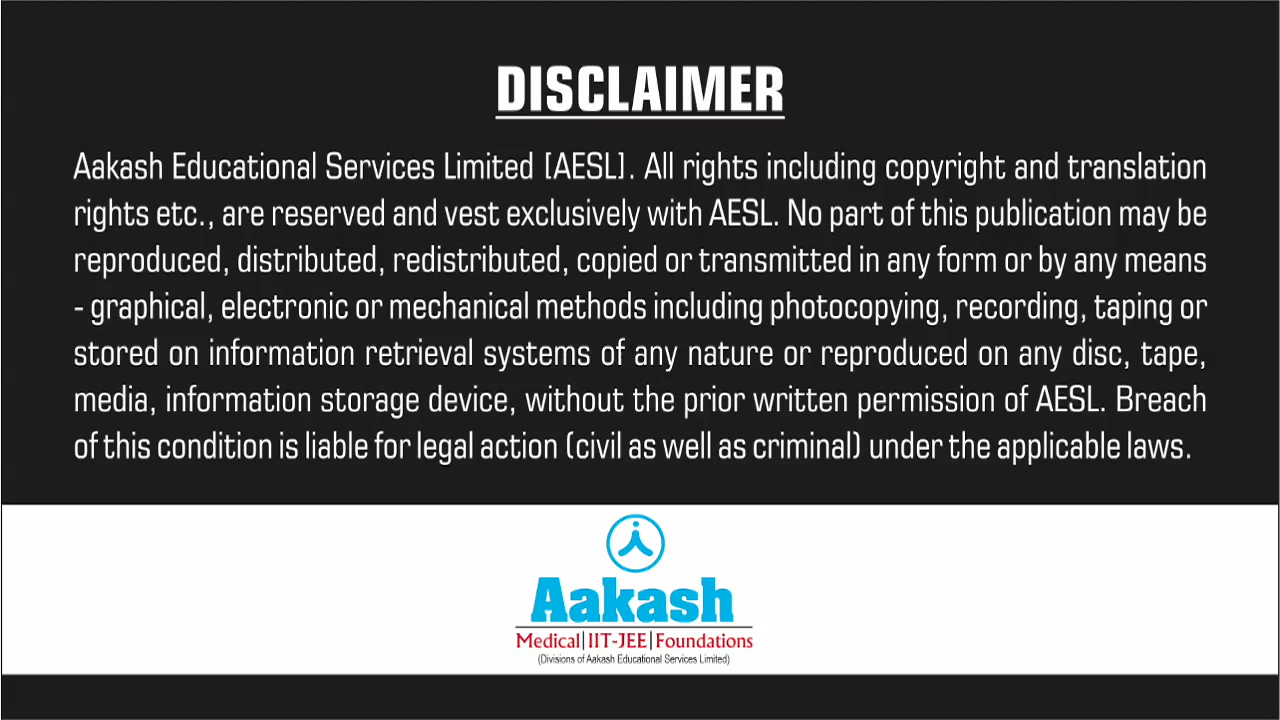 DISCLAIMER
Aakash Educational Services Limited [AESL]. All rights including copyright and translation
rights etc., are reserved and vest exclusively with AESL. No part of this publication may be
reproduced, distributed, redistributed, copied or transmitted in any form or by any means
- graphical, electronic or mechanical methods including photocopying, recording, taping or
stored on information retrieval systems of any nature or reproduced on any disc, tape,
media, information storage device, without the prior written permission of AESL. Breach
of this condition is liable for legal action (civil as well as criminal) under the applicable laws.
Aakash
Medical|IIT-JEE|Foundations
(Divisions of Aakash Educational Services Limited)